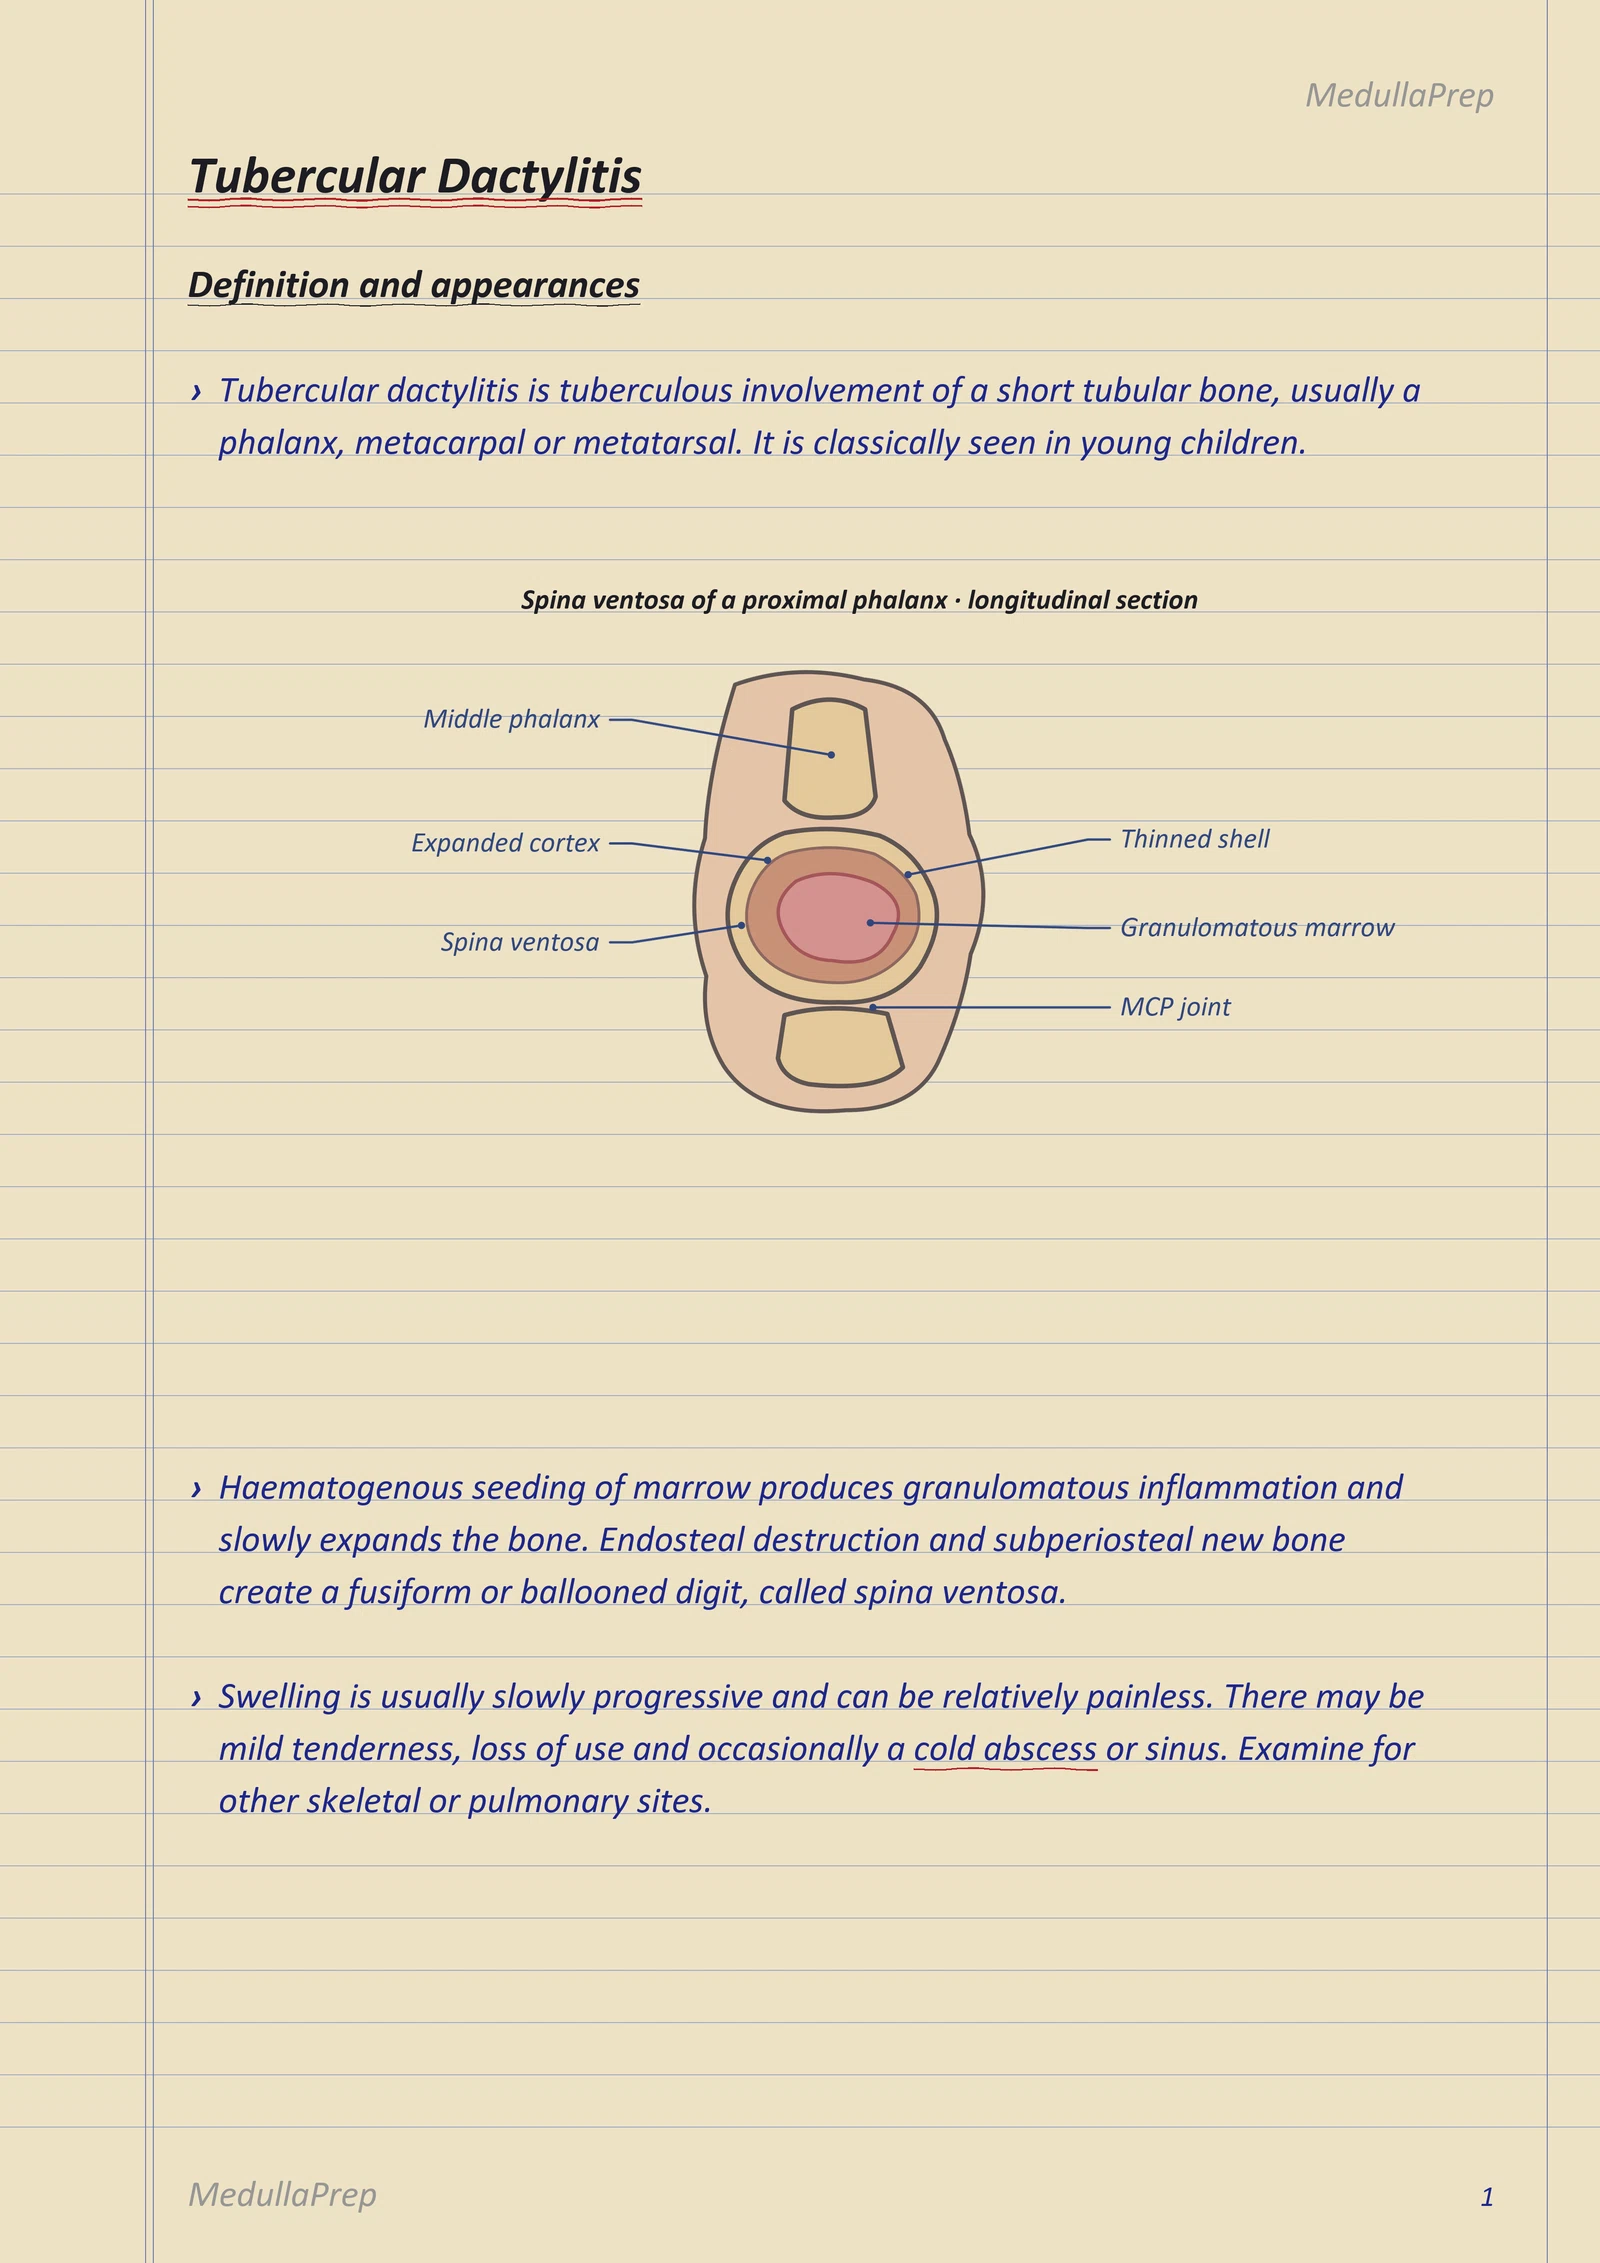 MedullaPrep
Tubercular Dactylitis
Definition and appearances
› Tubercular dactylitis is tuberculous involvement of a short tubular bone, usually a
phalanx, metacarpal or metatarsal. It is classically seen in young children.
Spina ventosa of a proximal phalanx · longitudinal section
Middle phalanx
Expanded cortex
Thinned shell
Spina ventosa
Granulomatous marrow
MCP joint
› Haematogenous seeding of marrow produces granulomatous inflammation and
slowly expands the bone. Endosteal destruction and subperiosteal new bone
create a fusiform or ballooned digit, called spina ventosa.
› Swelling is usually slowly progressive and can be relatively painless. There may be
mild tenderness, loss of use and occasionally a cold abscess or sinus. Examine for
other skeletal or pulmonary sites.
MedullaPrep
1